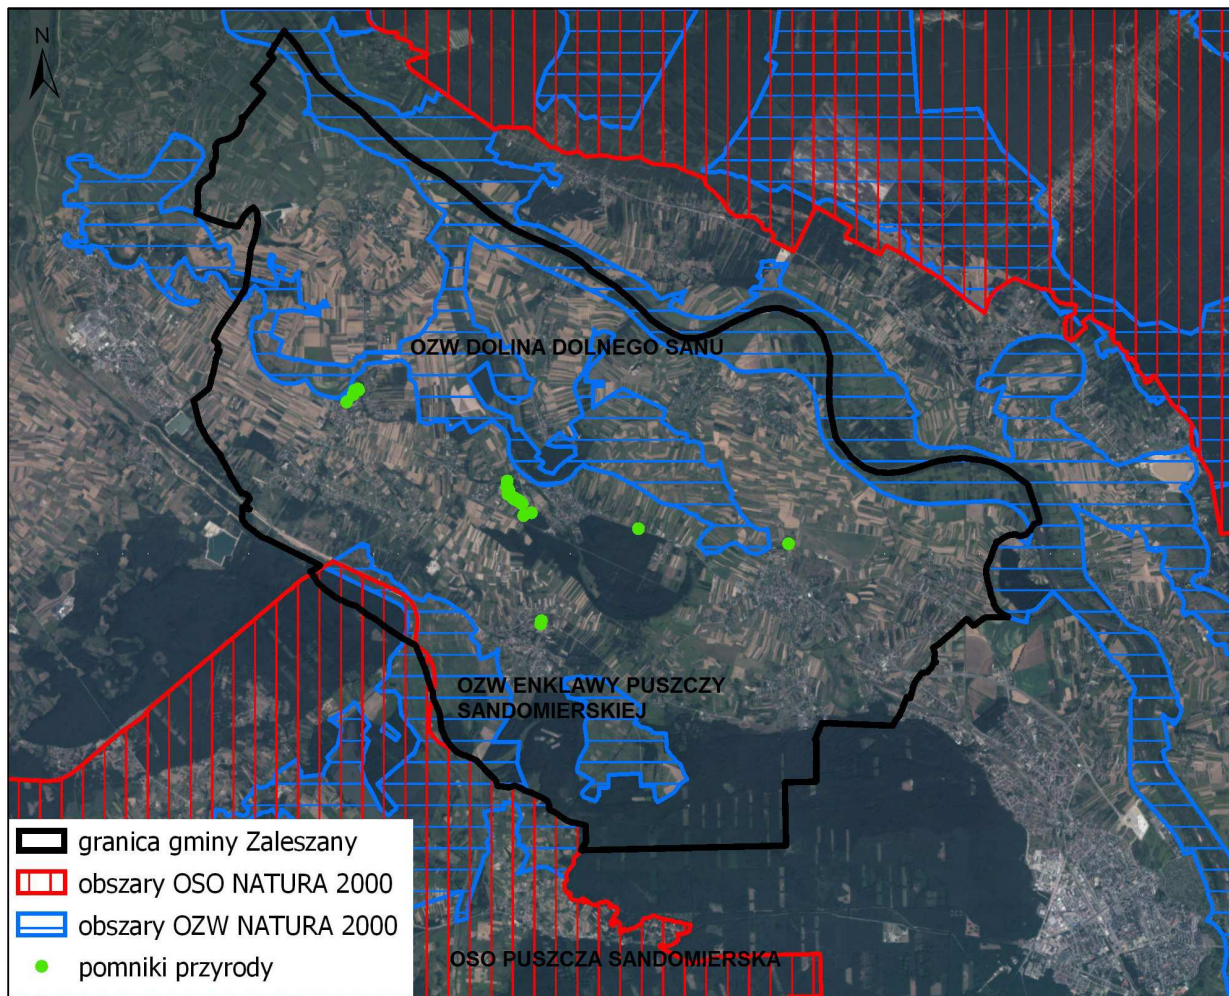 N
OZW DOLINA DOLNEGO SANU
OZW ENKLAWY PUSZCZY
SANDOMIERSKIEJ
granica gminy Zaleszany
obszary OSO NATURA 2000
obszary OZW NATURA 2000
pomniki przyrody
OSO PUSZCZA SANDOMIERSKA